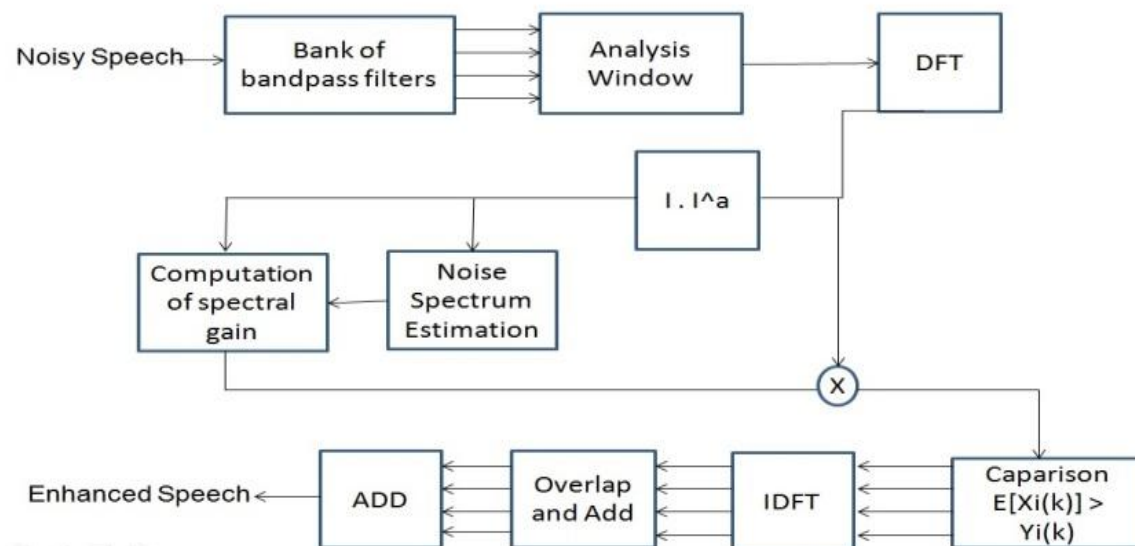 Noisy Speech
Bank of
bandpass filters
Analysis
Window
DFT
I . I^a
Computation
of spectral
gain
Noise
Spectrum
Estimation
X
Enhanced Speech
ADD
Overlap
and Add
IDFT
Caparison
E[Xi(k)] >
Yi(k)